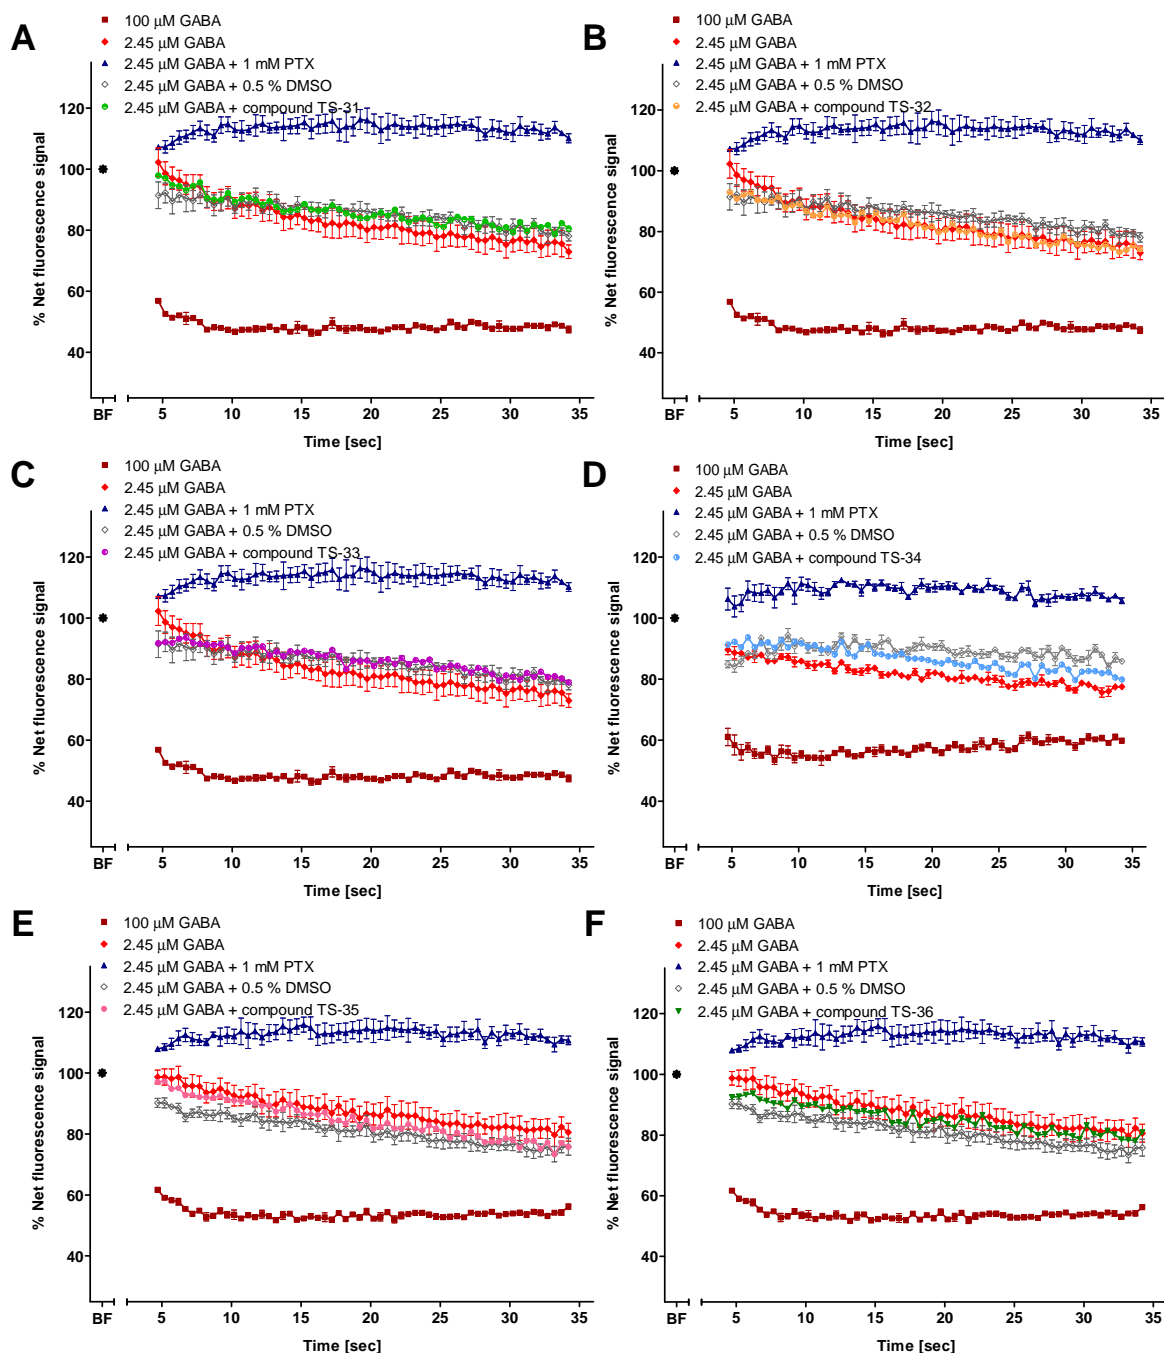 A
100 μM GABA
2.45 μM GABA
2.45 μM GABA + 1 mM PTX
2.45 μM GABA + 0.5 % DMSO
2.45 μM GABA + compound TS-31
% Net fluorescence signal
120
100
80
60
40
BF
5
10
15
20
25
30
35
Time [sec]
B
100 μM GABA
2.45 μM GABA
2.45 μM GABA + 1 mM PTX
2.45 μM GABA + 0.5 % DMSO
2.45 μM GABA + compound TS-32
% Net fluorescence signal
120
100
80
60
40
BF
5
10
15
20
25
30
35
Time [sec]
C
100 μM GABA
2.45 μM GABA
2.45 μM GABA + 1 mM PTX
2.45 μM GABA + 0.5 % DMSO
2.45 μM GABA + compound TS-33
% Net fluorescence signal
120
100
80
60
40
BF
5
10
15
20
25
30
35
Time [sec]
D
100 μM GABA
2.45 μM GABA
2.45 μM GABA + 1 mM PTX
2.45 μM GABA + 0.5 % DMSO
2.45 μM GABA + compound TS-34
% Net fluorescence signal
120
100
80
60
40
BF
5
10
15
20
25
30
35
Time [sec]
E
100 μM GABA
2.45 μM GABA
2.45 μM GABA + 1 mM PTX
2.45 μM GABA + 0.5 % DMSO
2.45 μM GABA + compound TS-35
% Net fluorescence signal
120
100
80
60
40
BF
5
10
15
20
25
30
35
Time [sec]
F
100 μM GABA
2.45 μM GABA
2.45 μM GABA + 1 mM PTX
2.45 μM GABA + 0.5 % DMSO
2.45 μM GABA + compound TS-36
% Net fluorescence signal
120
100
80
60
40
BF
5
10
15
20
25
30
35
Time [sec]